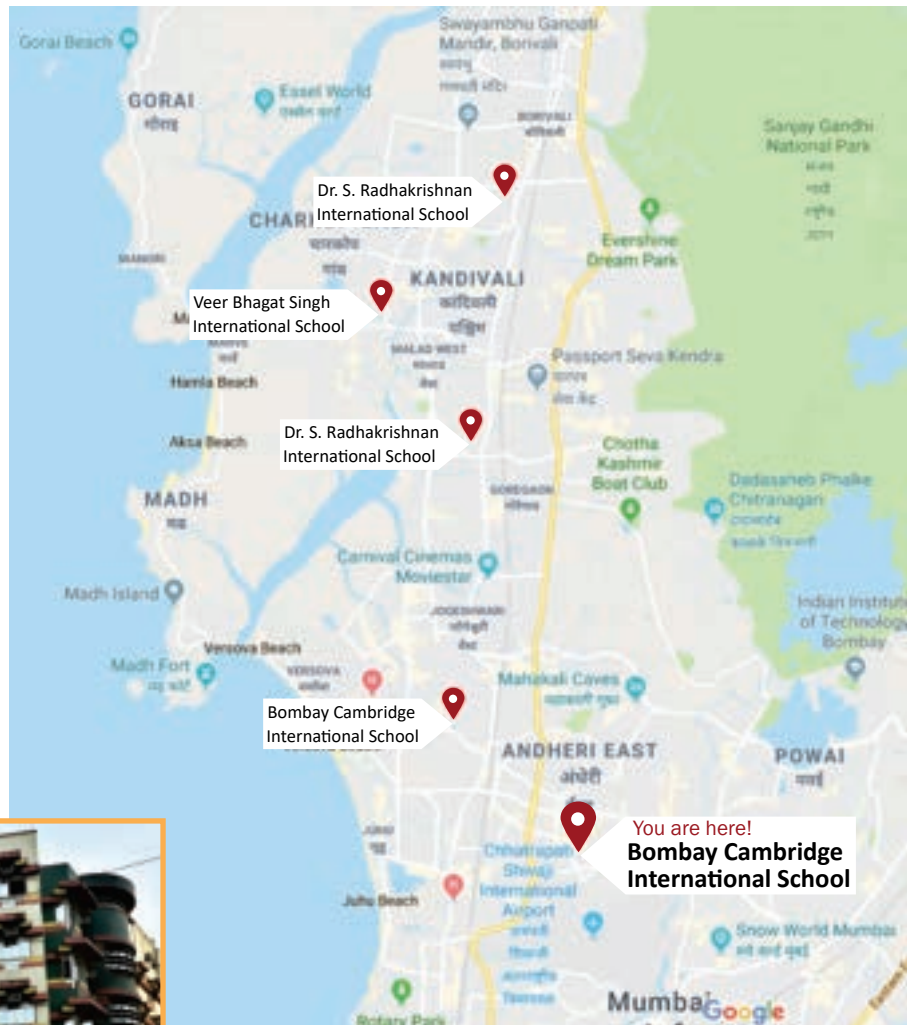 Swayambhu Ganpati
Mandir, Borivali
Gorai Beach
GORAI
Essel World
BORIVALI
Sanjay Gandhi
National Park
Dr. S. Radhakrishnan
International School
Evershine
Dream Park
MANORI
KANDIVALI
कांदिवली
पश्चिम
Veer Bhagat Singh
International School
MALAD WEST
Passport Seva Kendra
Hamla Beach
Dr. S. Radhakrishnan
International School
Aksa Beach
Chotha
Kashmir
Boat Club
Dadasaheb Phalke
Chitranagari
MADH
GOREGAON
Carnival Cinemas
Moviestar
Madh Island
JOGESHWARI
Indian Institute
of Technology
Bombay
Versova Beach
Madh Fort
VERSOVA
Mahakali Caves
Bombay Cambridge
International School
ANDHERI EAST
अंधेरी
POWAI
पवई
JUHU
You are here!
Bombay Cambridge
International School
Chhatrapati
Shivaji
International
Airport
Juhu Beach
Snow World Mumbai
Mumbai
Google
Rotary Park